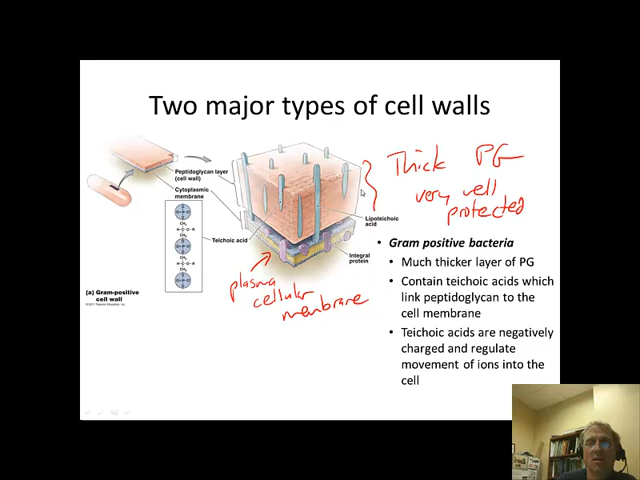 Two major types of cell walls
Peptidoglycan layer
(cell wall)
Cytoplasmic
membrane
Teichoic acid
Lipoteichoic
acid
Integral
protein
(a) Gram-positive
cell wall
Thick PG
very well
protected
plasma
cellular
membrane
• Gram positive bacteria
• Much thicker layer of PG
• Contain teichoic acids which
link peptidoglycan to the
cell membrane
• Teichoic acids are negatively
charged and regulate
movement of ions into the
cell